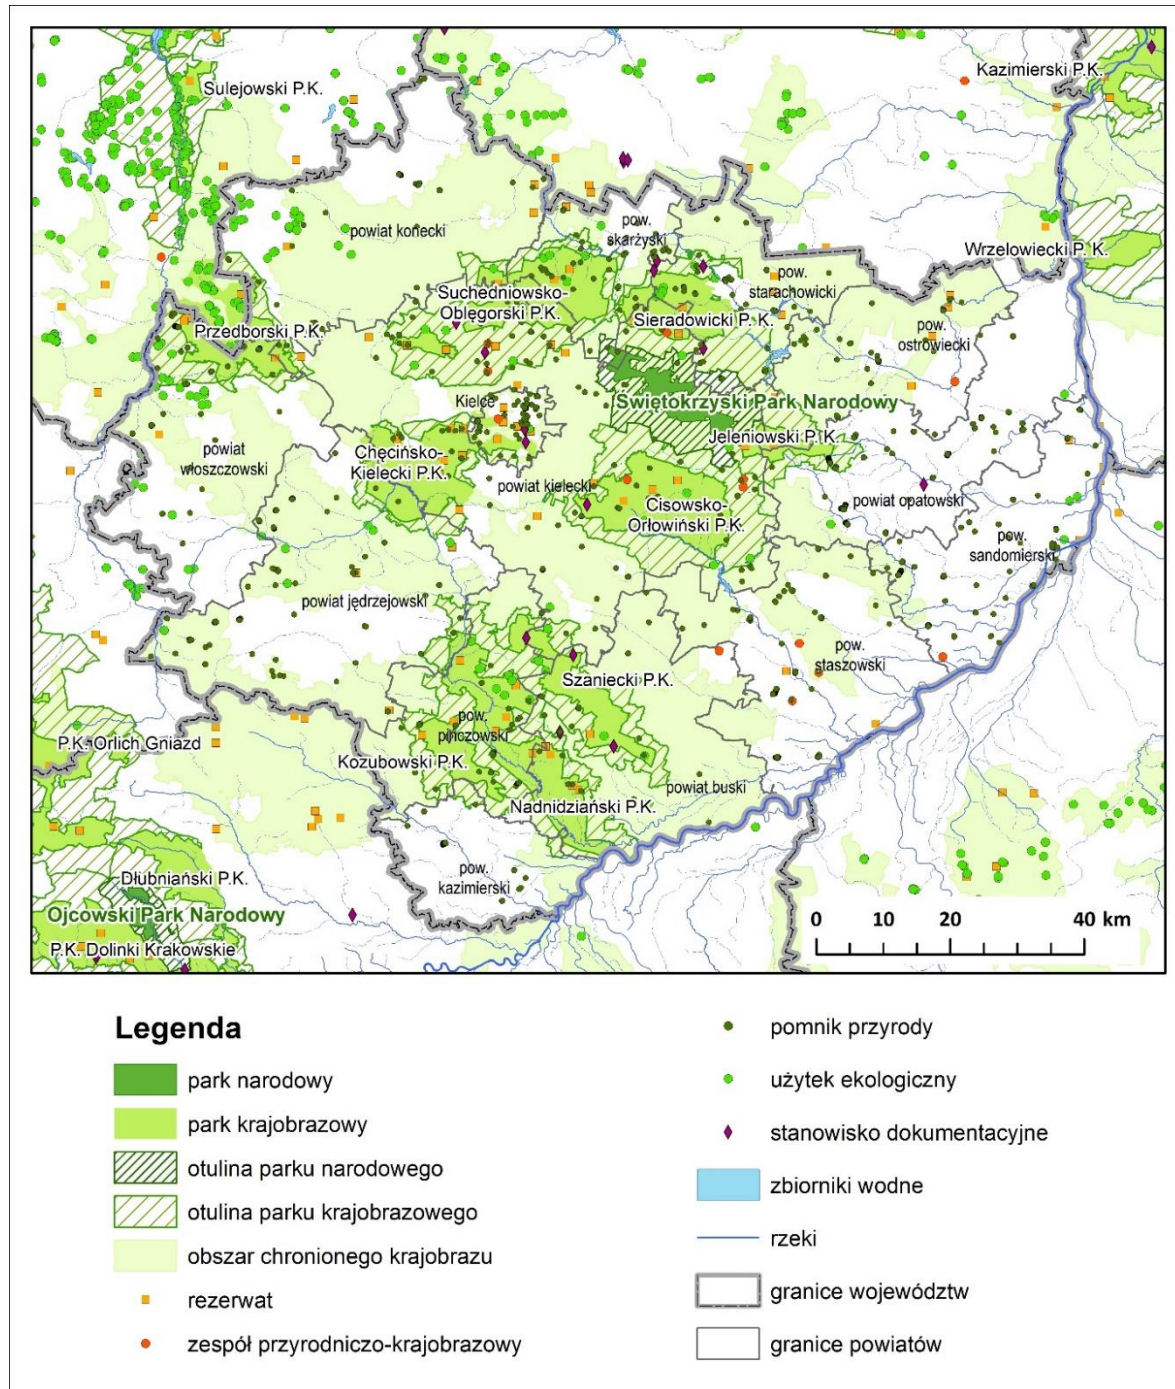 Kazimierski P.K.
Sulejowski P.K.
powiat konecki
pow.
skarżyski
Wrzelowiecki P. K.
pow.
starachowicki
Suchedniowsko-
Oblęgorski P.K.
Sieradowicki P. K.
Przedborski P.K.
pow.
ostrowiecki
Kielce
Świętokrzyski Park Narodowy
Jeleniowski P.K.
powiat
włoszczowski
Chęcińsko-
Kielecki P.K.
powiat kielecki
Cisowsko-
Orłowiński P.K.
powiat opatowski
pow.
sandomierski
powiat jędrzejowski
pow.
staszowski
Szaniecki P.K.
pow.
pińczowski
P.K. Orlich Gniazd
Kozubowski P.K.
powiat buski
Nadnidziański P.K.
pow.
kazimierski
Dłubniański P.K.
Ojcowski Park Narodowy
P.K. Dolinki Krakowskie
0 10 20 40 km
Legenda
park narodowy
park krajobrazowy
otulina parku narodowego
otulina parku krajobrazowego
obszar chronionego krajobrazu
rezerwat
zespół przyrodniczo-krajobrazowy
pomnik przyrody
użytek ekologiczny
stanowisko dokumentacyjne
zbiorniki wodne
rzeki
granice województw
granice powiatów